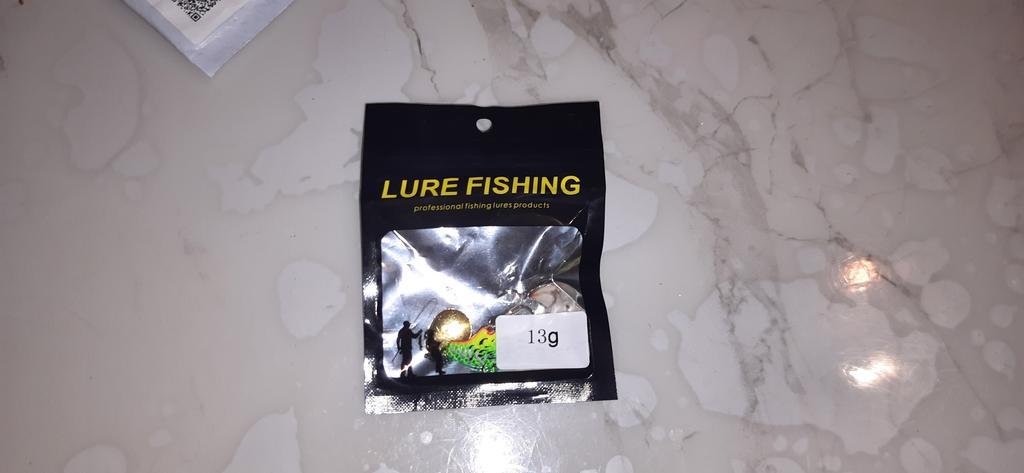 LURE FISHING
professional fishing lures products
13g